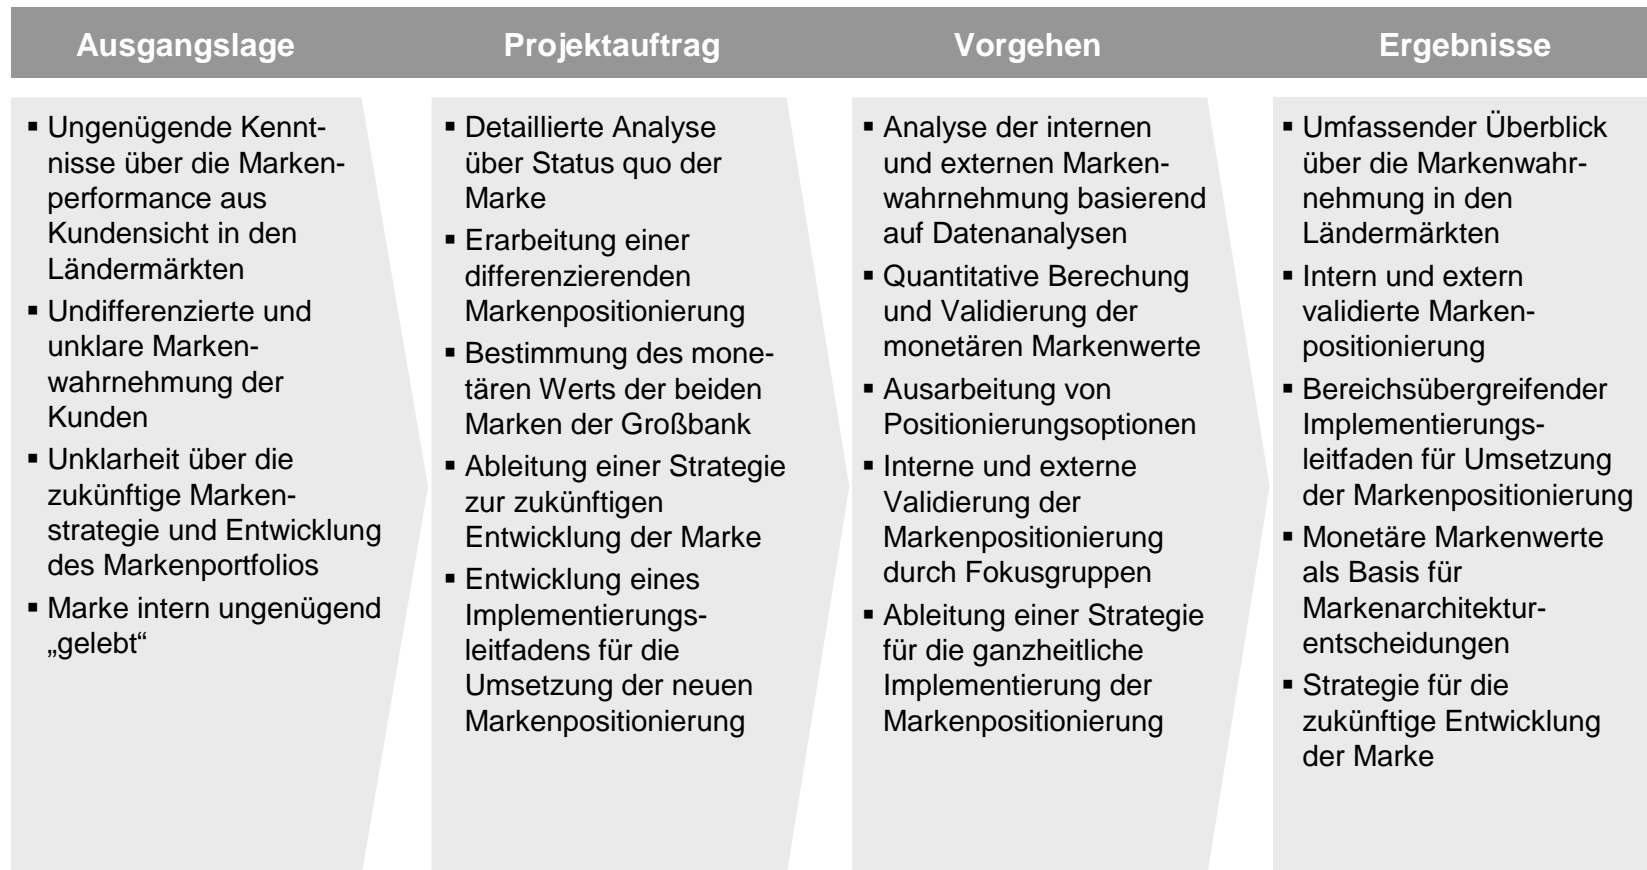 Ausgangslage
▪ Ungenügende Kennt-
nisse über die Marken-
performance aus
Kundensicht in den
Ländermärkten
▪ Undifferenzierte und
unklare Marken-
wahrnehmung der
Kunden
▪ Unklarheit über die
zukünftige Marken-
strategie und Entwicklung
des Markenportfolios
▪ Marke intern ungenügend
„gelebt“
Projektauftrag
▪ Detaillierte Analyse
über Status quo der
Marke
▪ Erarbeitung einer
differenzierenden
Markenpositionierung
▪ Bestimmung des mone-
tären Werts der beiden
Marken der Großbank
▪ Ableitung einer Strategie
zur zukünftigen
Entwicklung der Marke
▪ Entwicklung eines
Implementierungs-
leitfadens für die
Umsetzung der neuen
Markenpositionierung
Vorgehen
▪ Analyse der internen
und externen Marken-
wahrnehmung basierend
auf Datenanalysen
▪ Quantitative Berechung
und Validierung der
monetären Markenwerte
▪ Ausarbeitung von
Positionierungsoptionen
▪ Interne und externe
Validierung der
Markenpositionierung
durch Fokusgruppen
▪ Ableitung einer Strategie
für die ganzheitliche
Implementierung der
Markenpositionierung
Ergebnisse
▪ Umfassender Überblick
über die Markenwahr-
nehmung in den
Ländermärkten
▪ Intern und extern
validierte Marken-
positionierung
▪ Bereichsübergreifender
Implementierungs-
leitfaden für Umsetzung
der Markenpositionierung
▪ Monetäre Markenwerte
als Basis für
Markenarchitektur-
entscheidungen
▪ Strategie für die
zukünftige Entwicklung
der Marke